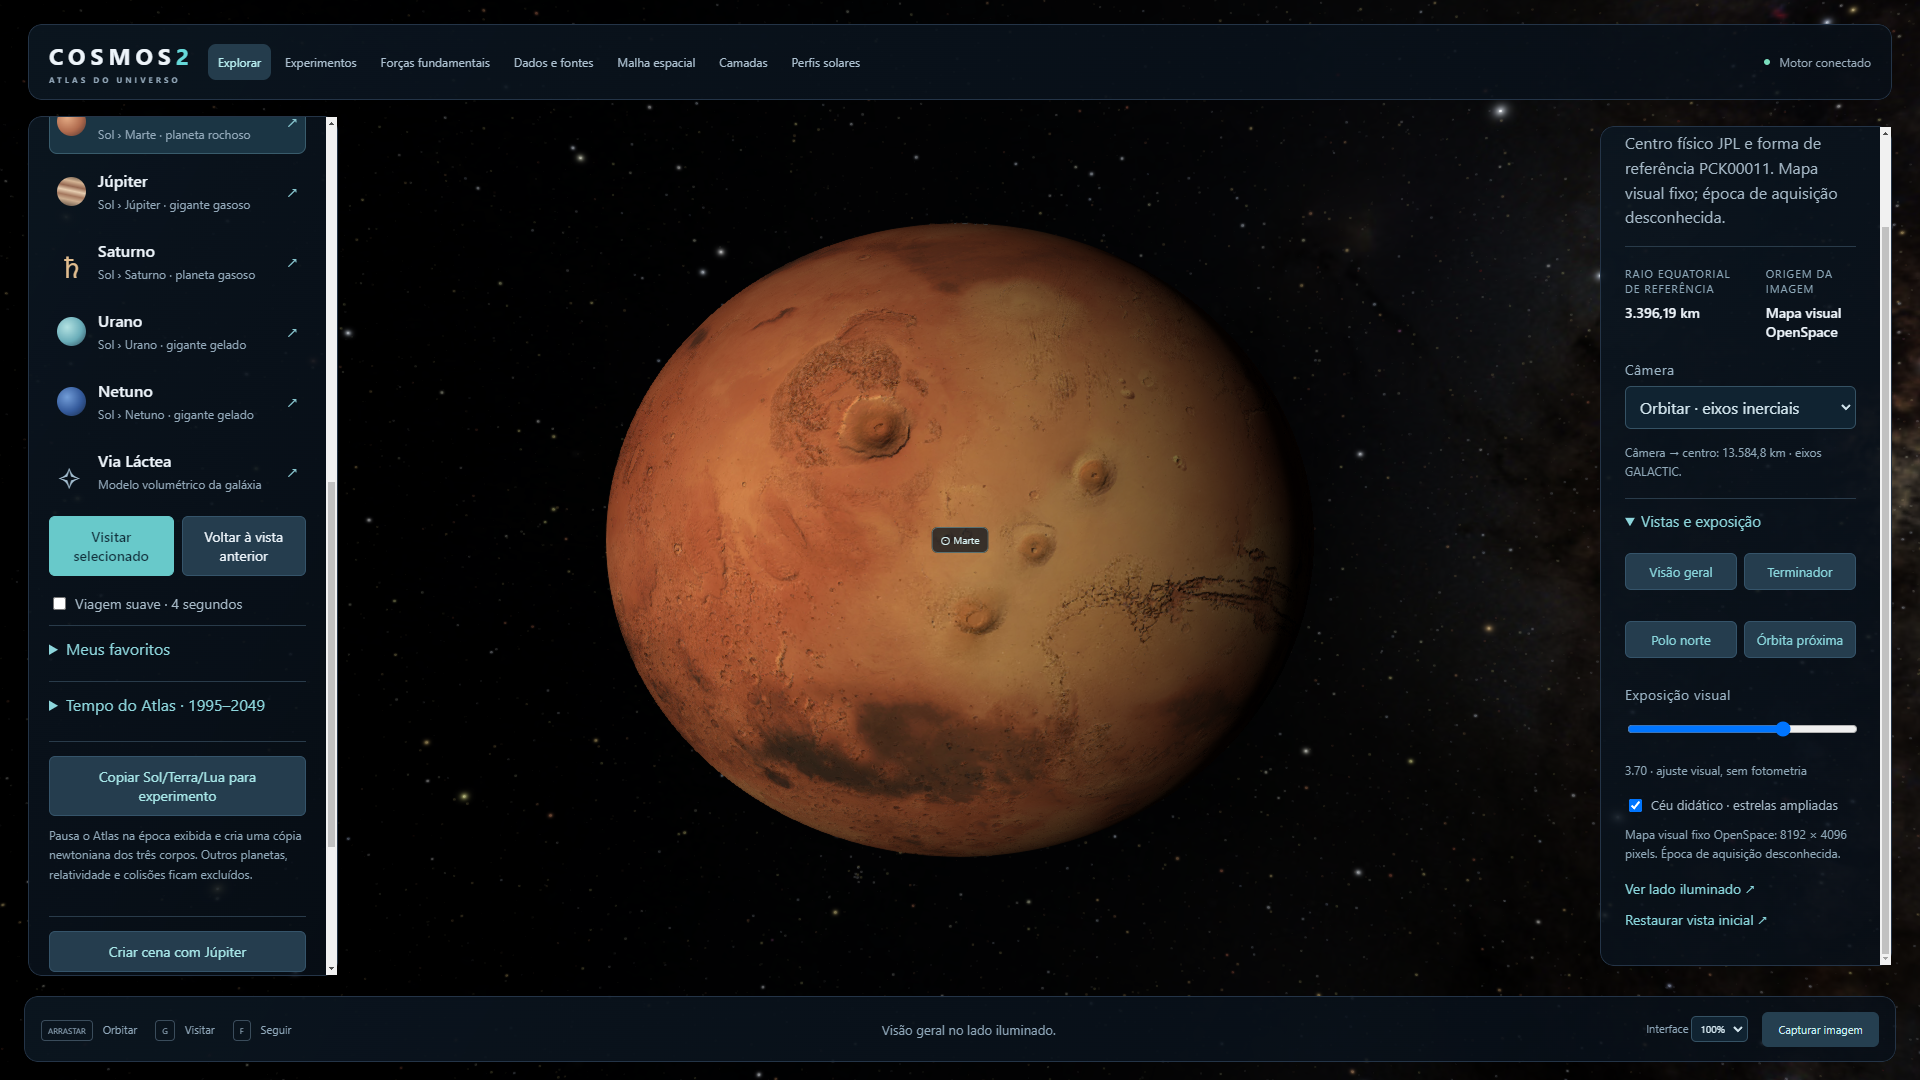 COSMOS2
ATLAS DO UNIVERSO
Explorar
Experimentos
Forças fundamentais
Dados e fontes
Malha espacial
Camadas
Perfis solares
Motor conectado
Sol › Marte · planeta rochoso
↗
Júpiter
Sol › Júpiter · gigante gasoso
↗
Saturno
Sol › Saturno · planeta gasoso
↗
Urano
Sol › Urano · gigante gelado
↗
Netuno
Sol › Netuno · gigante gelado
↗
Via Láctea
Modelo volumétrico da galáxia
↗
Visitar
selecionado
Voltar à vista
anterior
Viagem suave · 4 segundos
Meus favoritos
Tempo do Atlas · 1995–2049
Copiar Sol/Terra/Lua para
experimento
Pausa o Atlas na época exibida e cria uma cópia
newtoniana dos três corpos. Outros planetas,
relatividade e colisões ficam excluídos.
Criar cena com Júpiter
Marte
Centro físico JPL e forma de
referência PCK00011. Mapa
visual fixo; época de aquisição
desconhecida.
RAIO EQUATORIAL
DE REFERÊNCIA
3.396,19 km
ORIGEM DA
IMAGEM
Mapa visual
OpenSpace
Câmera
Orbitar · eixos inerciais
Câmera → centro: 13.584,8 km · eixos
GALACTIC.
Vistas e exposição
Visão geral
Terminador
Polo norte
Órbita próxima
Exposição visual
3.70 · ajuste visual, sem fotometria
Céu didático · estrelas ampliadas
Mapa visual fixo OpenSpace: 8192 × 4096
pixels. Época de aquisição desconhecida.
Ver lado iluminado ↗
Restaurar vista inicial ↗
ARRASTAR
Orbitar
G
Visitar
F
Seguir
Visão geral no lado iluminado.
Interface
100%
Capturar imagem